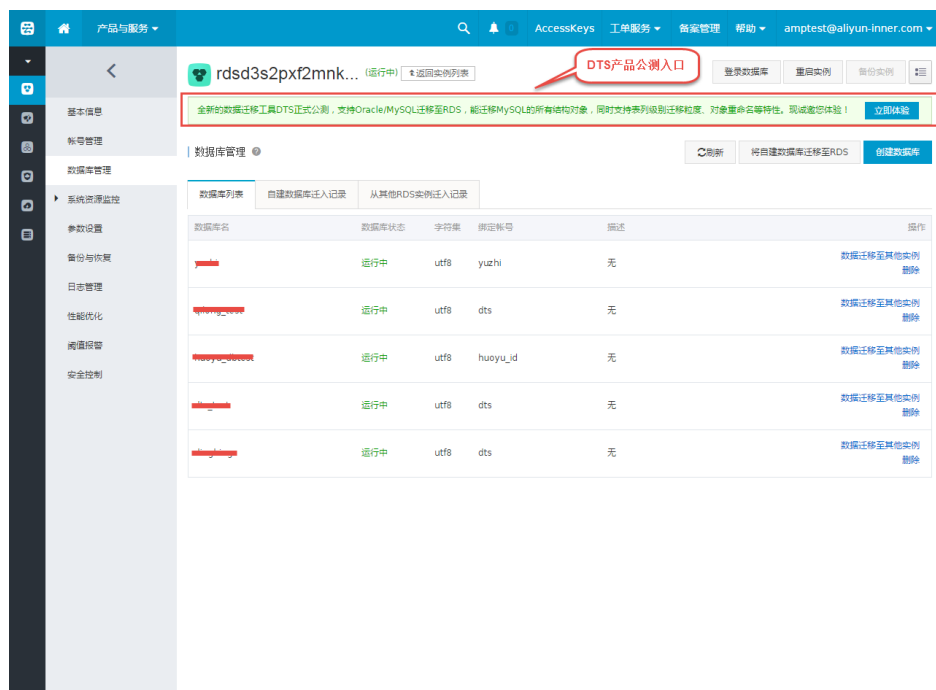 产品与服务
0
AccessKeys
工单服务
备案管理
帮助
amptest@aliyun-inner.com
DTS产品公测入口
rdsd3s2pxf2mnk...
(运行中)
返回实例列表
登录数据库
重启实例
备份实例
全新的数据迁移工具DTS正式公测，支持Oracle/MySQL迁移至RDS，能迁移MySQL的所有结构对象，同时支持表列级别迁移粒度、对象重命名等特性。现诚邀您体验！
立即体验
基本信息
帐号管理
数据库管理
系统资源监控
参数设置
备份与恢复
日志管理
性能优化
阈值报警
安全控制
数据库管理
刷新
将自建数据库迁移至RDS
创建数据库
数据库列表
自建数据库迁入记录
从其他RDS实例迁入记录
数据库名 数据库状态 字符集 绑定帐号 描述 操作
运行中 utf8 yuzhi 无 数据迁移至其他实例
删除
运行中 utf8 dts 无 数据迁移至其他实例
删除
运行中 utf8 huoyu_id 无 数据迁移至其他实例
删除
运行中 utf8 dts 无 数据迁移至其他实例
删除
运行中 utf8 dts 无 数据迁移至其他实例
删除